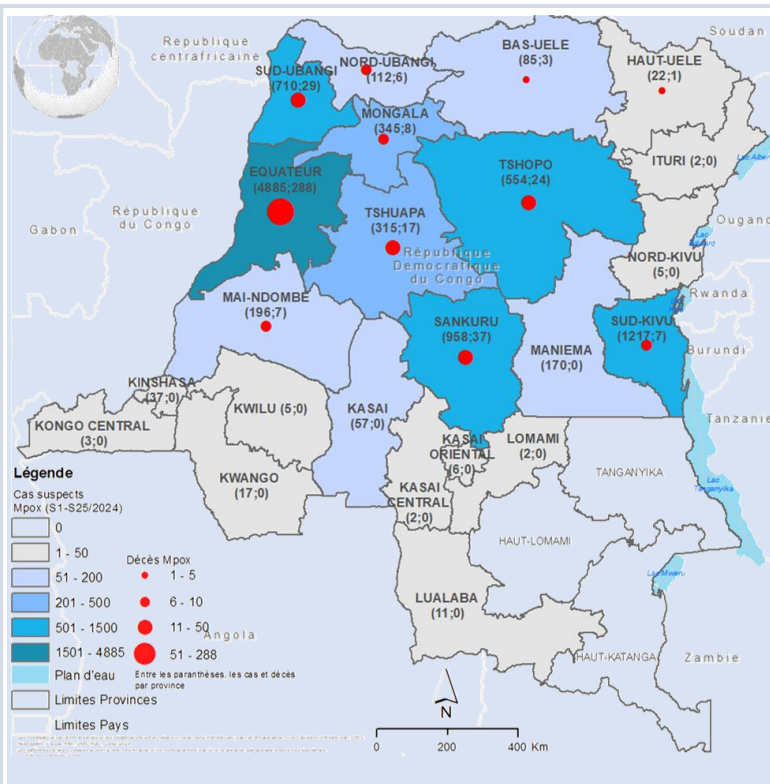 Soudan
République
centrafricaine
NORD-UBANGI
(112;6)
BAS-UELE
(85;3)
HAUT-UELE
(22;1)
SUD-UBANGI
(710;29)
MONGALA
(345;8)
ITURI (2;0)
EQUATEUR
(4885;288)
TSHOPO
(554;24)
Gabon
République
du Congo
TSHUAPA
(315;17)
Ougand
République
Democratique
du Congo
NORD-KIVU
(5;0)
Rwanda
MAI-NDOMBE
(196;7)
SANKURU
(958;37)
SUD-KIVU
(1217;7)
MANIEMA
(170;0)
Burundi
KINSHASA
(37;0)
KONGO CENTRAL
(3;0)
KWILU (5;0)
KASAI
(57;0)
Tanzanie
KASAI
ORIENTAL
(6;0)
LOMAMI
(2;0)
TANGANYIKA
Lac
Tanganyika
KWANGO
(17;0)
KASAI
CENTRAL
(2;0)
HAUT-LOMAMI
Lac Mweru
LUALABA
(11;0)
HAUT-KATANGA
Zambie
Angola
Légende
Cas suspects
Mpox (S1-S25/2024)
0
1 - 50
51 - 200
201 - 500
501 - 1500
1501 - 4885
Plan d'eau
Limites Provinces
Limites Pays
Décès Mpox
1 - 5
6 - 10
11 - 50
51 - 288
Entre les paranthèses, les cas et décès
par province
N
0 200 400 Km